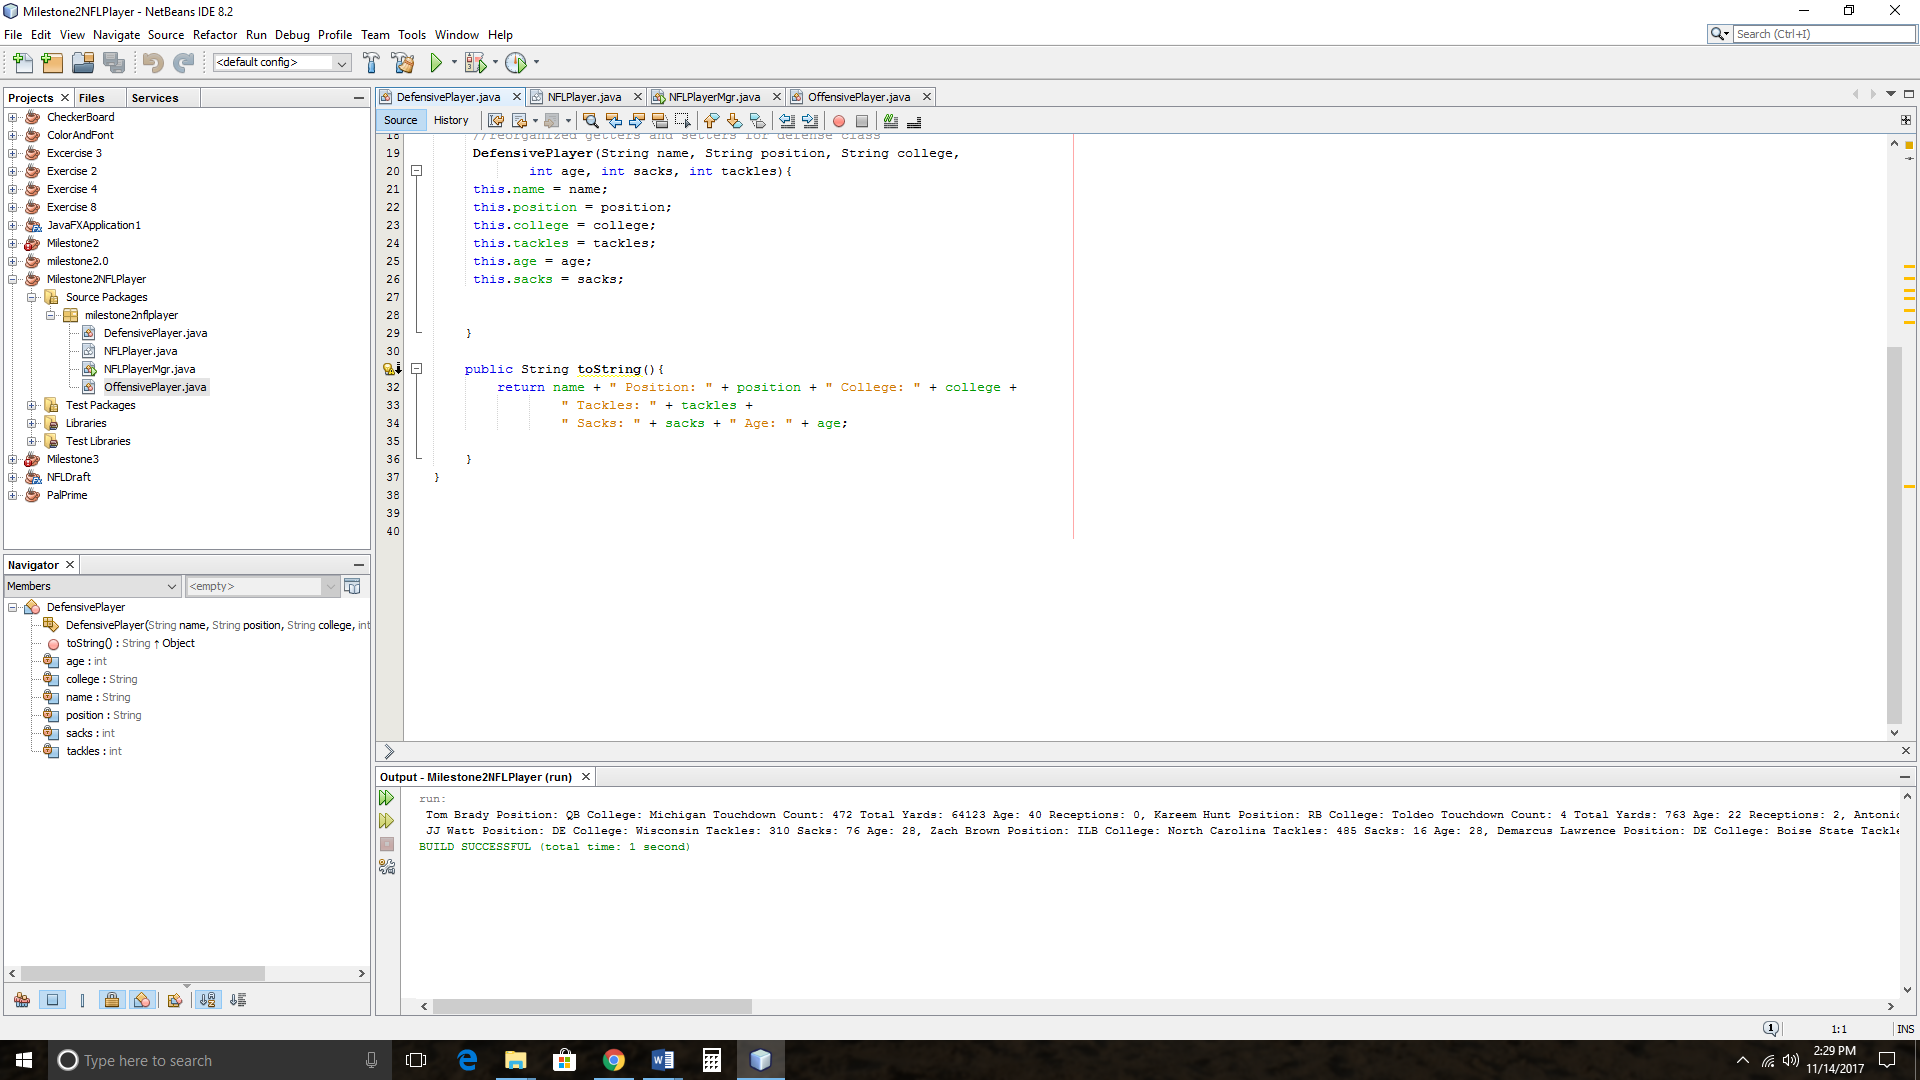 Milestone2NFLPlayer - NetBeans IDE 8.2
File Edit View Navigate Source Refactor Run Debug Profile Team Tools Window Help
Search (Ctrl+I)
<default config>
Projects Files Services
CheckerBoard
ColorAndFont
Excercise 3
Exercise 2
Exercise 4
Exercise 8
JavaFXApplication1
Milestone2
milestone2.0
Milestone2NFLPlayer
Source Packages
milestone2nflplayer
DefensivePlayer.java
NFLPlayer.java
NFLPlayerMgr.java
OffensivePlayer.java
Test Packages
Libraries
Test Libraries
Milestone3
NFLDraft
PalPrime
Navigator
Members <empty>
DefensivePlayer
DefensivePlayer(String name, String position, String college, int
toString() : String ↑ Object
age : int
college : String
name : String
position : String
sacks : int
tackles : int
DefensivePlayer.java NFLPlayer.java NFLPlayerMgr.java OffensivePlayer.java
Source History
18 //reorganized getters and setters for defense class
19 DefensivePlayer(String name, String position, String college,
20 int age, int sacks, int tackles){
21 this.name = name;
22 this.position = position;
23 this.college = college;
24 this.tackles = tackles;
25 this.age = age;
26 this.sacks = sacks;
27
28
29 }
30
public String toString(){
32 return name + " Position: " + position + " College: " + college +
33 " Tackles: " + tackles +
34 " Sacks: " + sacks + " Age: " + age;
35
36 }
37 }
38
39
40
Output - Milestone2NFLPlayer (run)
run:
Tom Brady Position: QB College: Michigan Touchdown Count: 472 Total Yards: 64123 Age: 40 Receptions: 0, Kareem Hunt Position: RB College: Toldeo Touchdown Count: 4 Total Yards: 763 Age: 22 Receptions: 2, Antonio
JJ Watt Position: DE College: Wisconsin Tackles: 310 Sacks: 76 Age: 28, Zach Brown Position: ILB College: North Carolina Tackles: 485 Sacks: 16 Age: 28, Demarcus Lawrence Position: DE College: Boise State Tackle
BUILD SUCCESSFUL (total time: 1 second)
1 1:1 INS
Type here to search
2:29 PM
11/14/2017